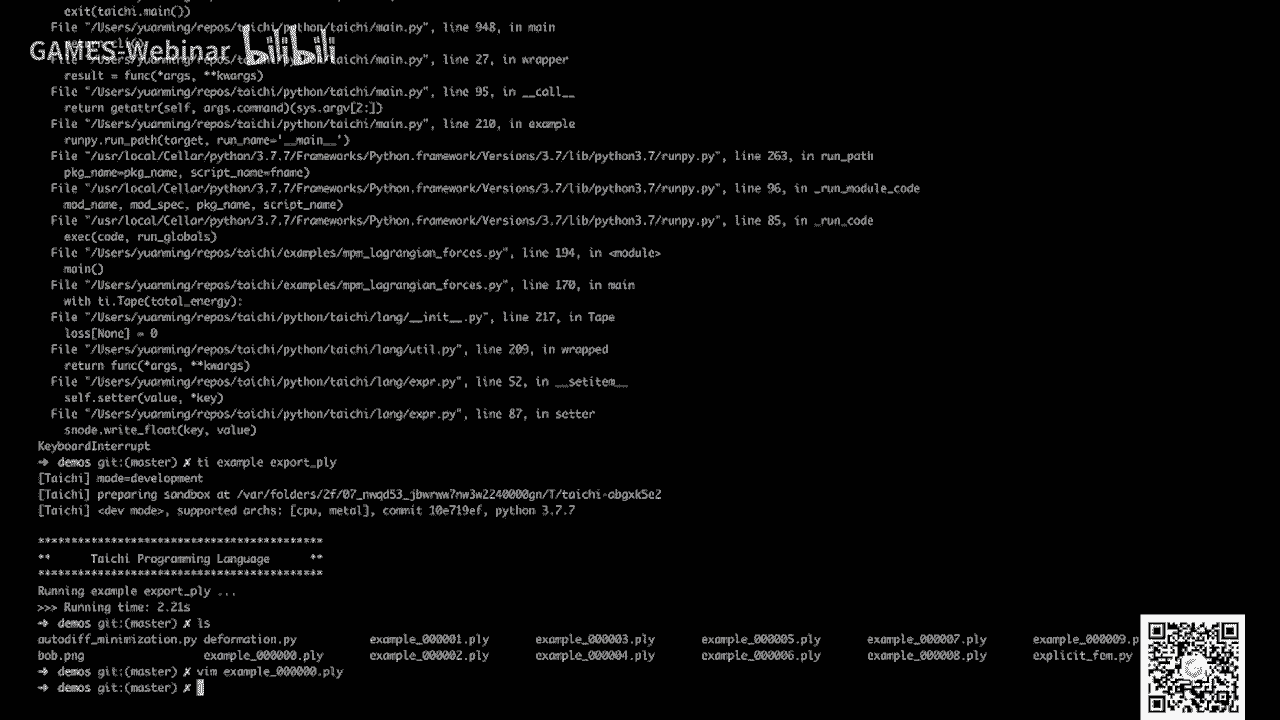 exit(taichi.main())
File "/Users/yuanming/repos/taichi/python/taichi/main.py", line 948, in main
GAMES-Webinar bilibili
File "/Users/yuanming/repos/taichi/python/taichi/main.py", line 27, in wrapper
result = func(*args, **kwargs)
File "/Users/yuanming/repos/taichi/python/taichi/main.py", line 95, in __call__
return getattr(self, args.command)(sys.argv[2:])
File "/Users/yuanming/repos/taichi/python/taichi/main.py", line 210, in example
runpy.run_path(target, run_name='__main__')
File "/usr/local/Cellar/python/3.7.7/Frameworks/Python.framework/Versions/3.7/lib/python3.7/runpy.py", line 263, in run_path
pkg_name=pkg_name, script_name=fname)
File "/usr/local/Cellar/python/3.7.7/Frameworks/Python.framework/Versions/3.7/lib/python3.7/runpy.py", line 96, in _run_module_code
mod_name, mod_spec, pkg_name, script_name)
File "/usr/local/Cellar/python/3.7.7/Frameworks/Python.framework/Versions/3.7/lib/python3.7/runpy.py", line 85, in _run_code
exec(code, run_globals)
File "/Users/yuanming/repos/taichi/examples/mpm_lagrangian_forces.py", line 194, in <module>
main()
File "/Users/yuanming/repos/taichi/examples/mpm_lagrangian_forces.py", line 170, in main
with ti.Tape(total_energy):
File "/Users/yuanming/repos/taichi/python/taichi/lang/__init__.py", line 217, in Tape
loss[None] = 0
File "/Users/yuanming/repos/taichi/python/taichi/lang/util.py", line 209, in wrapped
return func(*args, **kwargs)
File "/Users/yuanming/repos/taichi/python/taichi/lang/expr.py", line 52, in __setitem__
self.setter(value, *key)
File "/Users/yuanming/repos/taichi/python/taichi/lang/expr.py", line 87, in setter
snode.write_float(key, value)
KeyboardInterrupt
➜ demos git:(master) ✗ ti example export_ply
[Taichi] mode=development
[Taichi] preparing sandbox at /var/folders/2f/07_nwqd53_jbwrww7nw3w2240000gn/T/taichi-abgxk5e2
[Taichi] <dev mode>, supported archs: [cpu, metal], commit 10e719ef, python 3.7.7
*******************************************
** Taichi Programming Language **
*******************************************
Running example export_ply ...
>>> Running time: 2.21s
➜ demos git:(master) ✗ ls
autodiff_minimization.py deformation.py example_000001.ply example_000003.ply example_000005.ply example_000007.ply example_000009.p
bob.png example_000000.ply example_000002.ply example_000004.ply example_000006.ply example_000008.ply explicit_fem.py
➜ demos git:(master) ✗ vim example_000000.ply
➜ demos git:(master) ✗